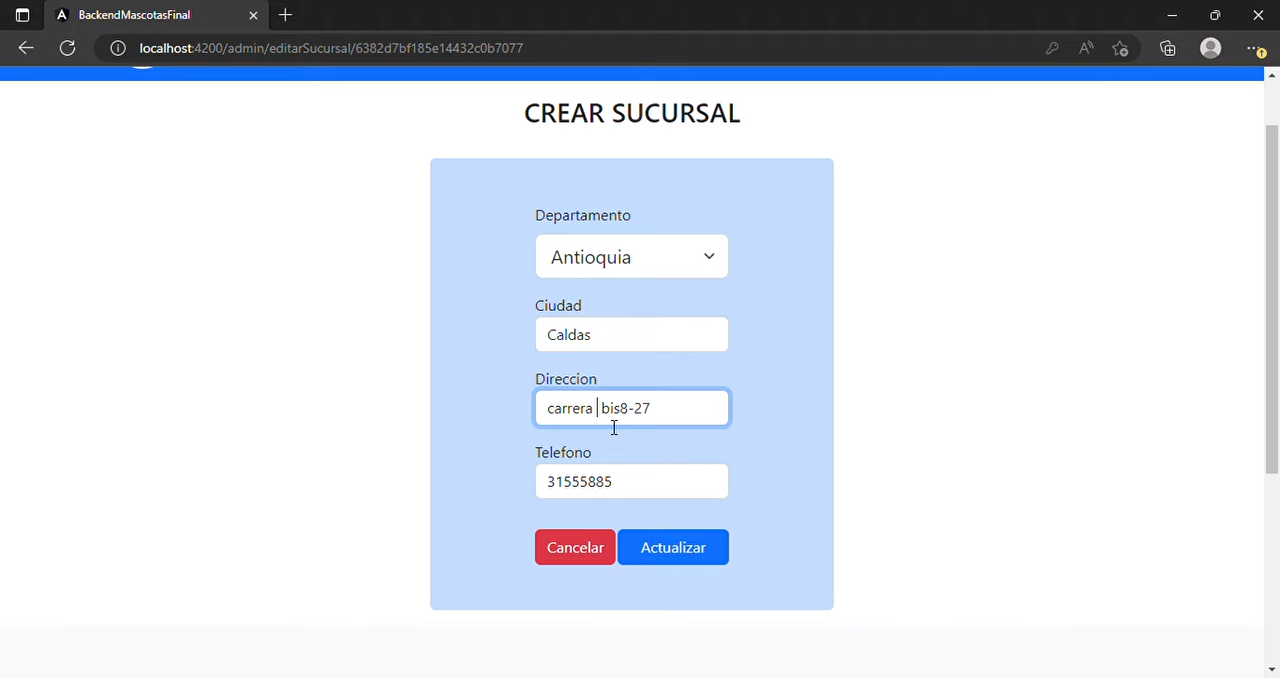 BackendMascotasFinal
localhost:4200/admin/editarSucursal/6382d7bf185e14432c0b7077
CREAR SUCURSAL
Departamento
Antioquia
Ciudad
Caldas
Direccion
carrera bis8-27
Telefono
31555885
Cancelar Actualizar